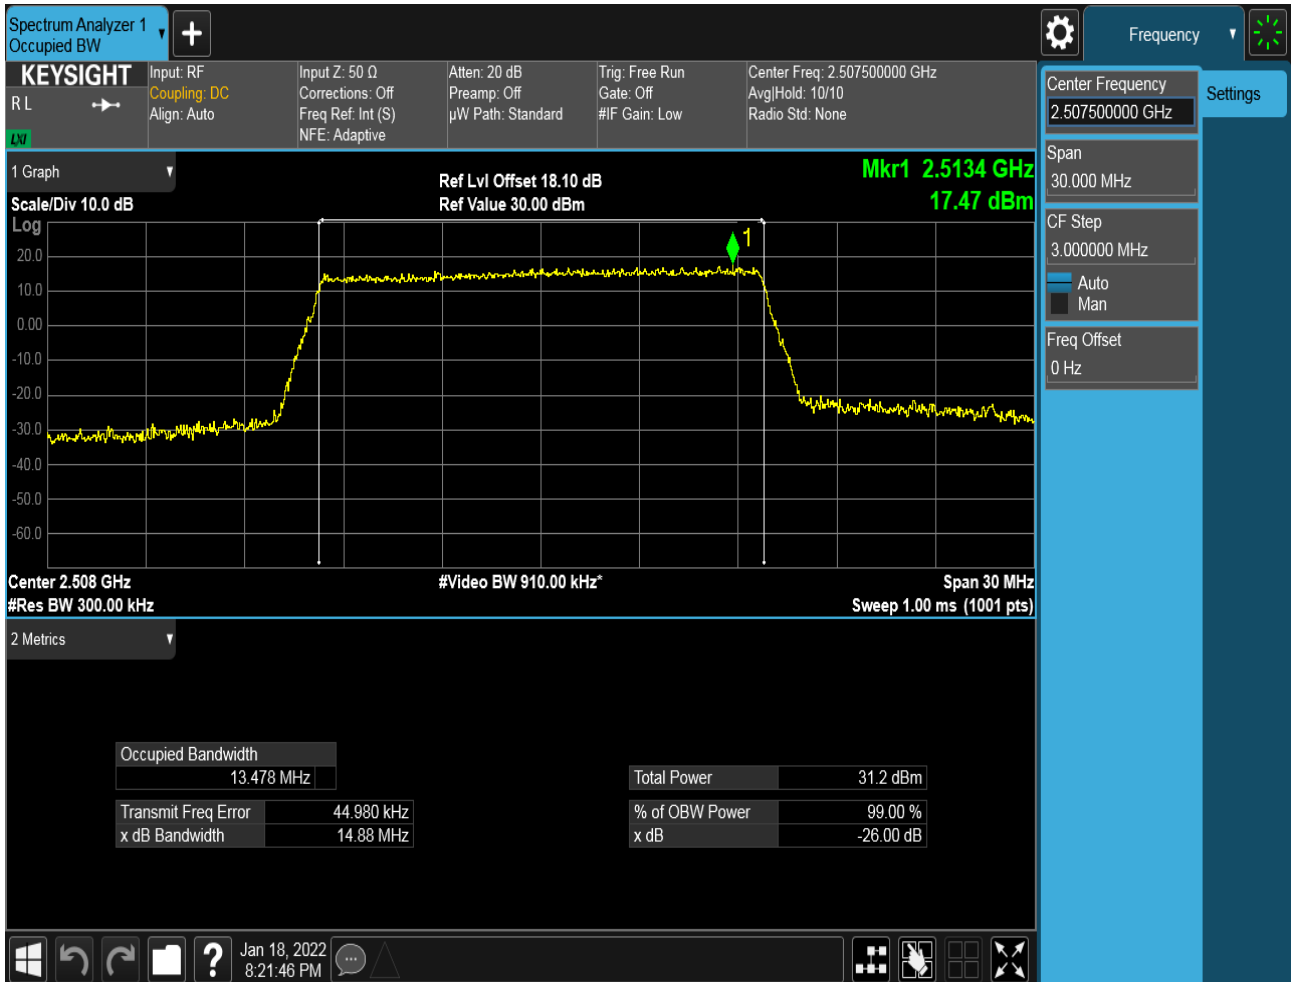 Spectrum Analyzer 1
Occupied BW
Frequency
KEYSIGHT
R L
LXI
Input: RF
Coupling: DC
Align: Auto
Input Z: 50 Ω
Corrections: Off
Freq Ref: Int (S)
NFE: Adaptive
Atten: 20 dB
Preamp: Off
µW Path: Standard
Trig: Free Run
Gate: Off
#IF Gain: Low
Center Freq: 2.507500000 GHz
Avg|Hold: 10/10
Radio Std: None
Center Frequency
2.507500000 GHz
Settings
Span
30.000 MHz
CF Step
3.000000 MHz
Auto
Man
Freq Offset
0 Hz
1 Graph
Scale/Div 10.0 dB
Ref Lvl Offset 18.10 dB
Ref Value 30.00 dBm
Mkr1 2.5134 GHz
17.47 dBm
Log
1
20.0
10.0
0.00
-10.0
-20.0
-30.0
-40.0
-50.0
-60.0
Center 2.508 GHz
#Video BW 910.00 kHz*
Span 30 MHz
#Res BW 300.00 kHz
Sweep 1.00 ms (1001 pts)
2 Metrics
Occupied Bandwidth
13.478 MHz
Total Power 31.2 dBm
Transmit Freq Error 44.980 kHz
% of OBW Power 99.00 %
x dB Bandwidth 14.88 MHz
x dB -26.00 dB
?
Jan 18, 2022
8:21:46 PM